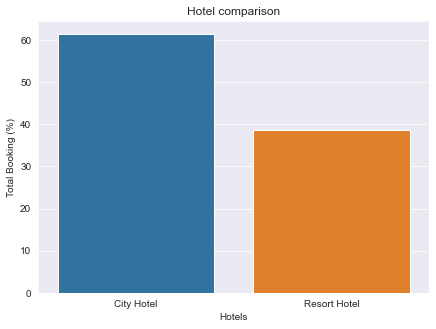 Hotel comparison
Total Booking (%)
60
50
40
30
20
10
0
City Hotel
Resort Hotel
Hotels